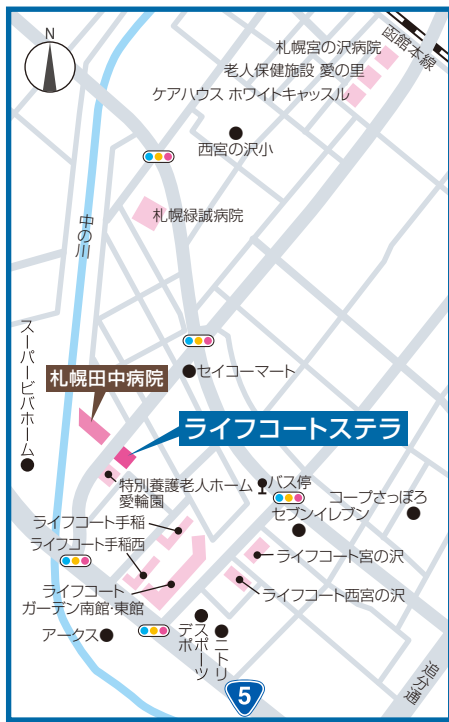 N
函館本線
札幌宮の沢病院
老人保健施設 愛の里
ケアハウス ホワイトキャッスル
西宮の沢小
札幌緑誠病院
中の川
スーパービバホーム
セイコーマート
札幌田中病院
ライフコートステラ
特別養護老人ホーム
愛輪園
バス停
コープさっぽろ
セブンイレブン
ライフコート手稲
ライフコート手稲西
ライフコート
ガーデン南館・東館
ライフコート宮の沢
ライフコート西宮の沢
アークス
スポーツ
デポ
ニトリ
5
追分通